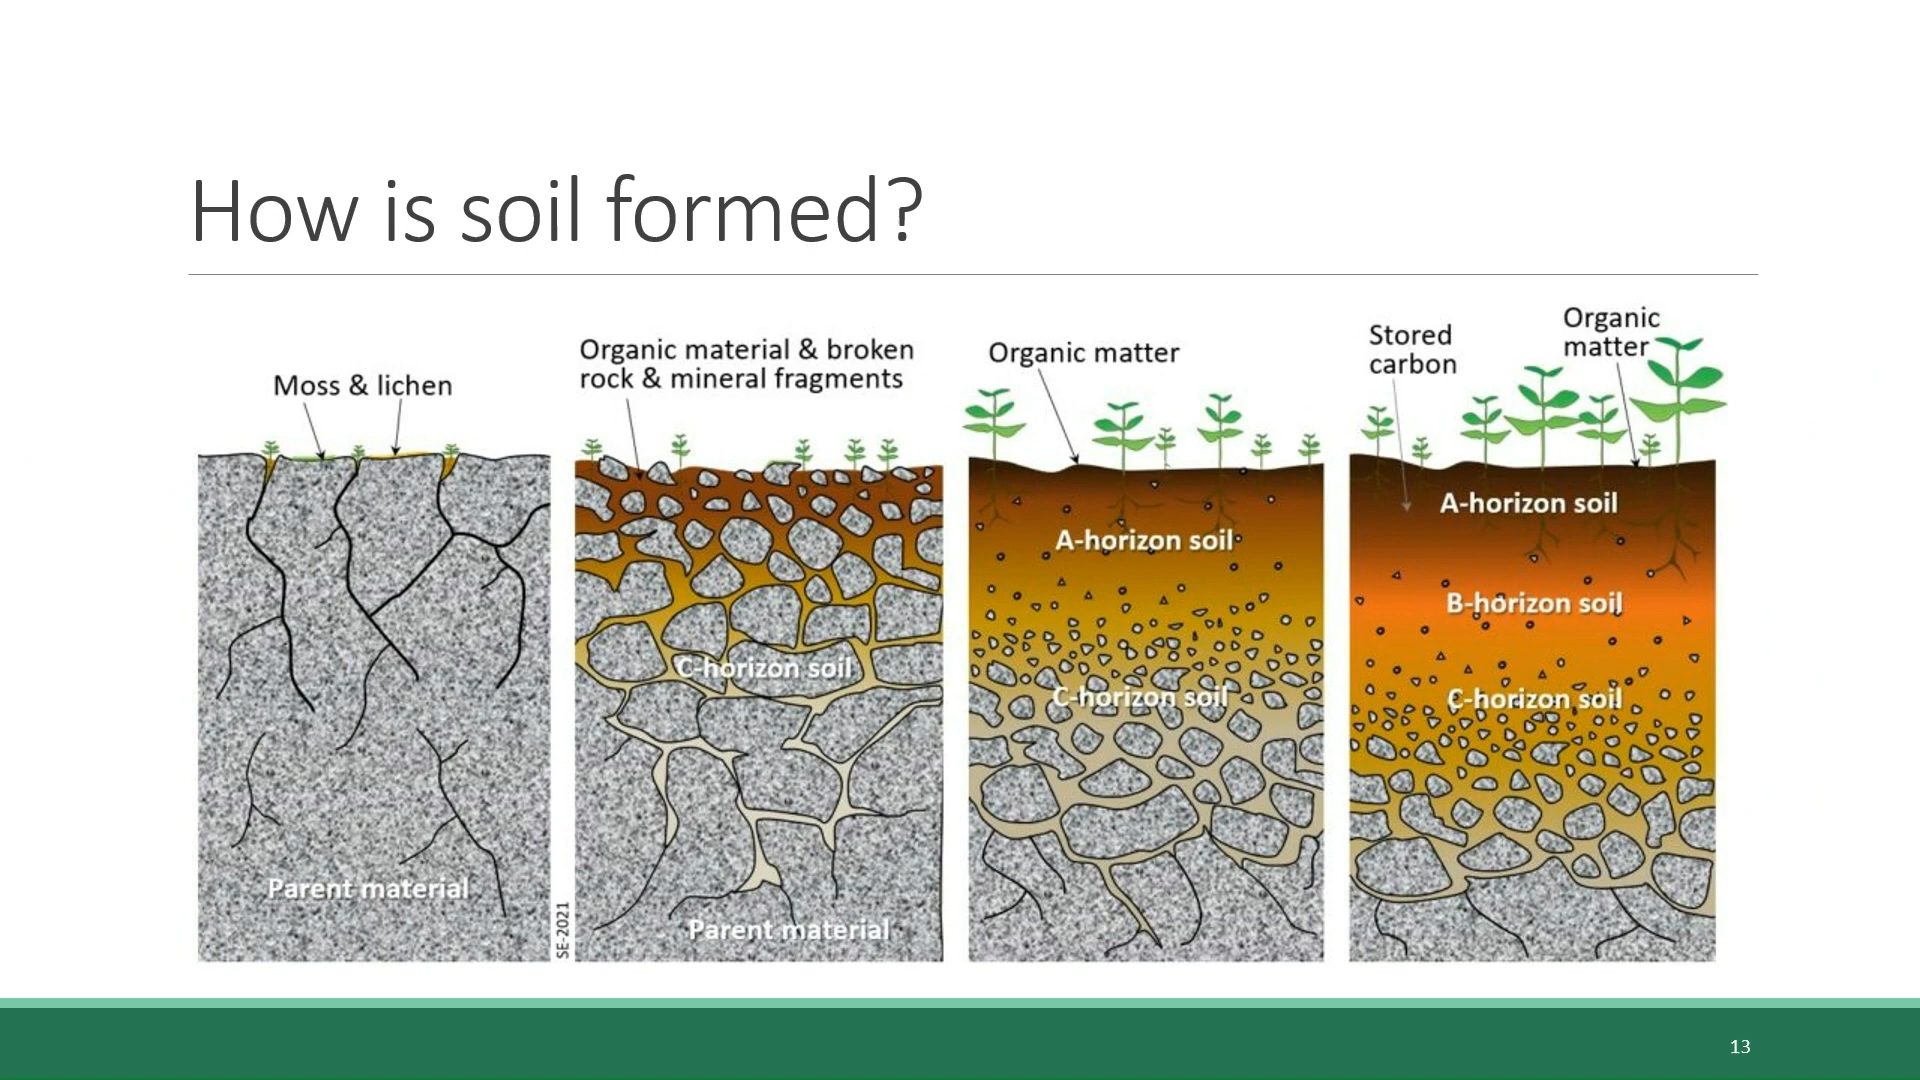 How is soil formed?
Moss & lichen
Parent material
SE-2021
Organic material & broken
rock & mineral fragments
C-horizon soil
Parent material
Organic matter
A-horizon soil
C-horizon soil
Stored
carbon
Organic
matter
A-horizon soil
B-horizon soil
C-horizon soil
13